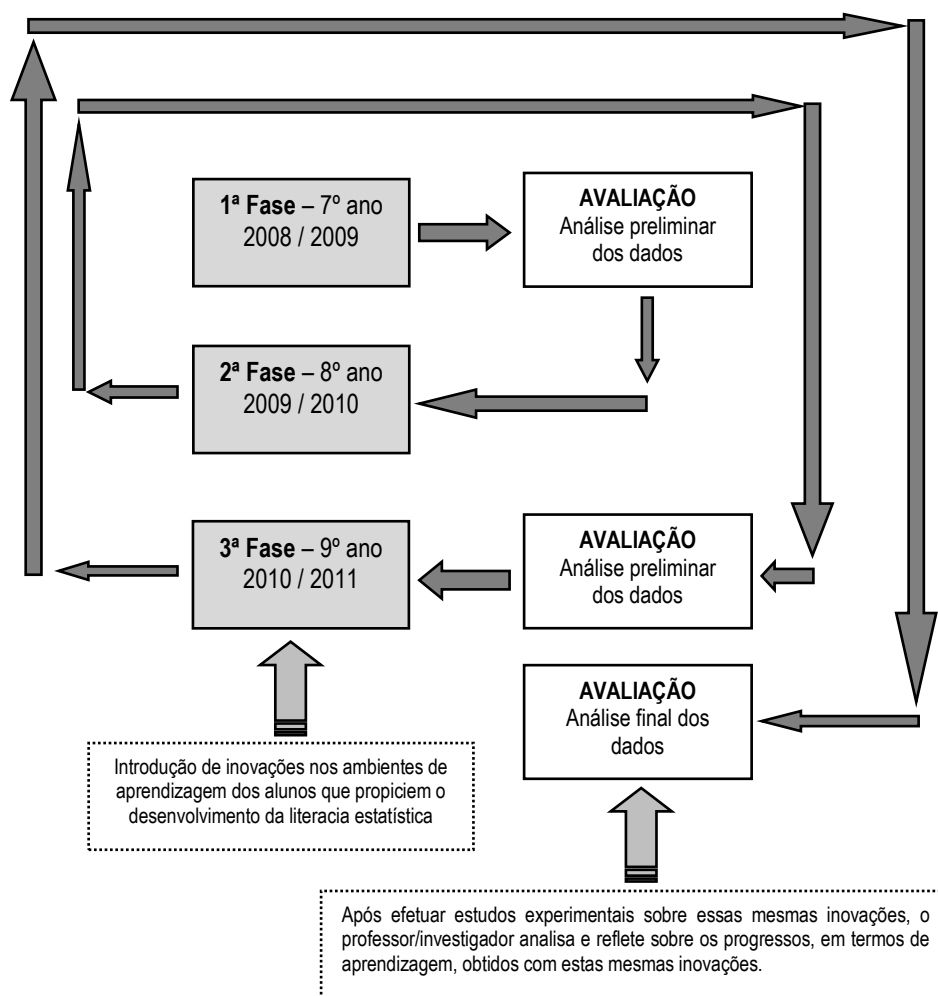 1ª Fase – 7º ano
2008 / 2009
AVALIAÇÃO
Análise preliminar
dos dados
2ª Fase – 8º ano
2009 / 2010
3ª Fase – 9º ano
2010 / 2011
AVALIAÇÃO
Análise preliminar
dos dados
AVALIAÇÃO
Análise final dos
dados
Introdução de inovações nos ambientes de
aprendizagem dos alunos que propiciem o
desenvolvimento da literacia estatística
Após efetuar estudos experimentais sobre essas mesmas inovações, o
professor/investigador analisa e reflete sobre os progressos, em termos de
aprendizagem, obtidos com estas mesmas inovações.